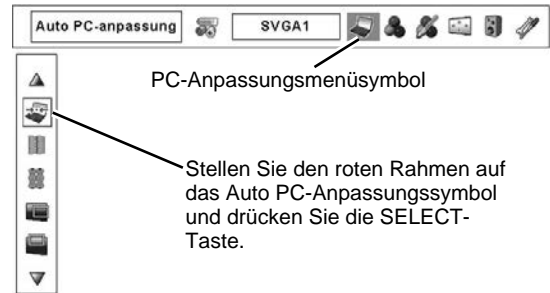 Auto PC-anpassung
SVGA1
PC-Anpassungsmenüsymbol
Stellen Sie den roten Rahmen auf
das Auto PC-Anpassungssymbol
und drücken Sie die SELECT-
Taste.